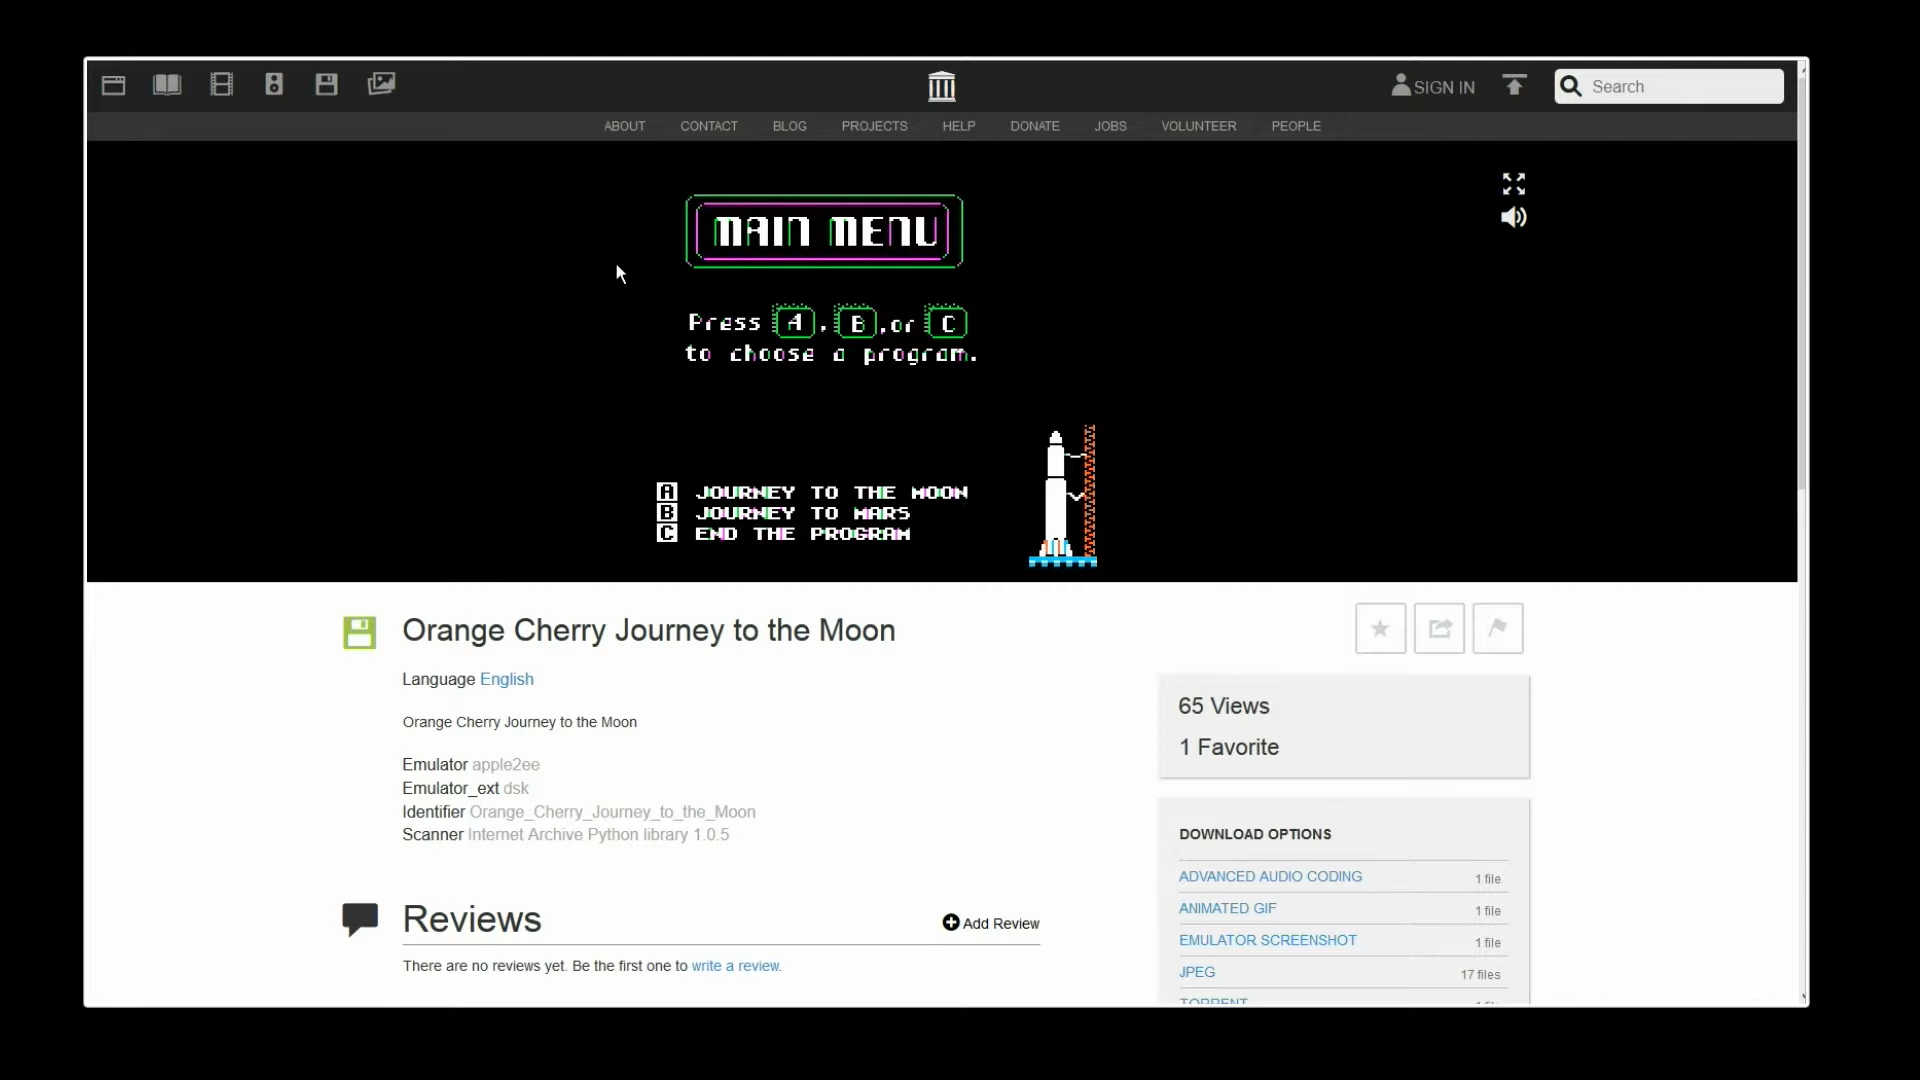 SIGN IN
Search
ABOUT CONTACT BLOG PROJECTS HELP DONATE JOBS VOLUNTEER PEOPLE
MAIN MENU
Press A, B, or C
to choose a program.
A JOURNEY TO THE MOON
B JOURNEY TO MARS
C END THE PROGRAM
Orange Cherry Journey to the Moon
Language English
Orange Cherry Journey to the Moon
Emulator apple2ee
Emulator_ext dsk
Identifier Orange_Cherry_Journey_to_the_Moon
Scanner Internet Archive Python library 1.0.5
Reviews
Add Review
There are no reviews yet. Be the first one to write a review.
65 Views
1 Favorite
DOWNLOAD OPTIONS
ADVANCED AUDIO CODING 1 file
ANIMATED GIF 1 file
EMULATOR SCREENSHOT 1 file
JPEG 17 files
TORRENT